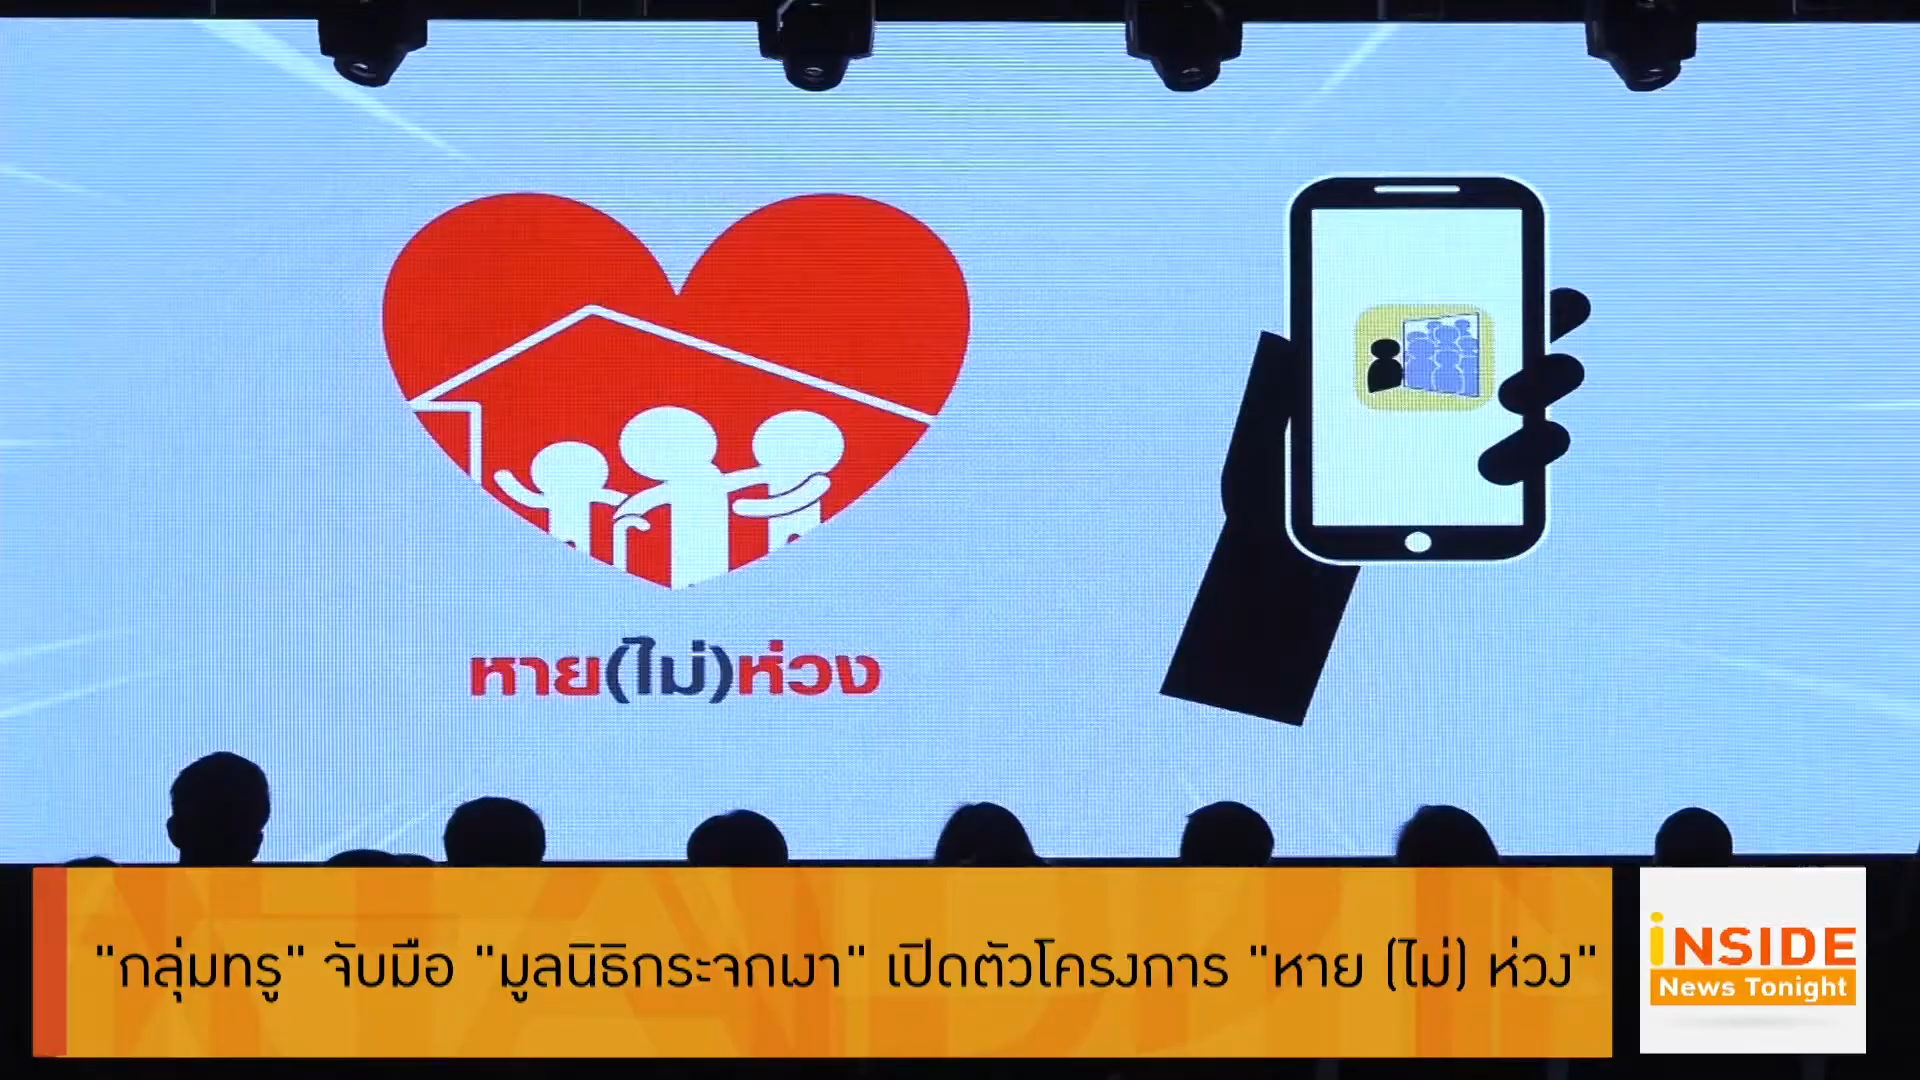 หาย(ไม่)ห่วง
"กลุ่มทรู" จับมือ "มูลนิธิกระจกเงา" เปิดตัวโครงการ "หาย (ไม่) ห่วง"
iNSIDE
News Tonight